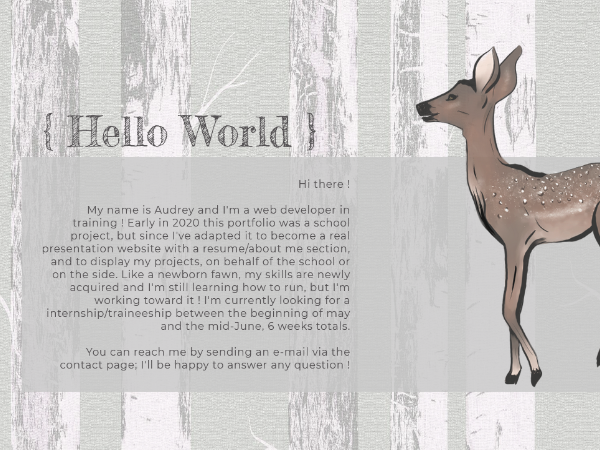 { Hello World }
Hi there !
My name is Audrey and I'm a web developer in
training ! Early in 2020 this portfolio was a school
project, but since I've adapted it to become a real
presentation website with a resume/about me section,
and to display my projects, on behalf of the school or
on the side. Like a newborn fawn, my skills are newly
acquired and I'm still learning how to run, but I'm
working toward it ! I'm currently looking for a
internship/traineeship between the beginning of may
and the mid-June, 6 weeks totals.
You can reach me by sending an e-mail via the
contact page; I'll be happy to answer any question !